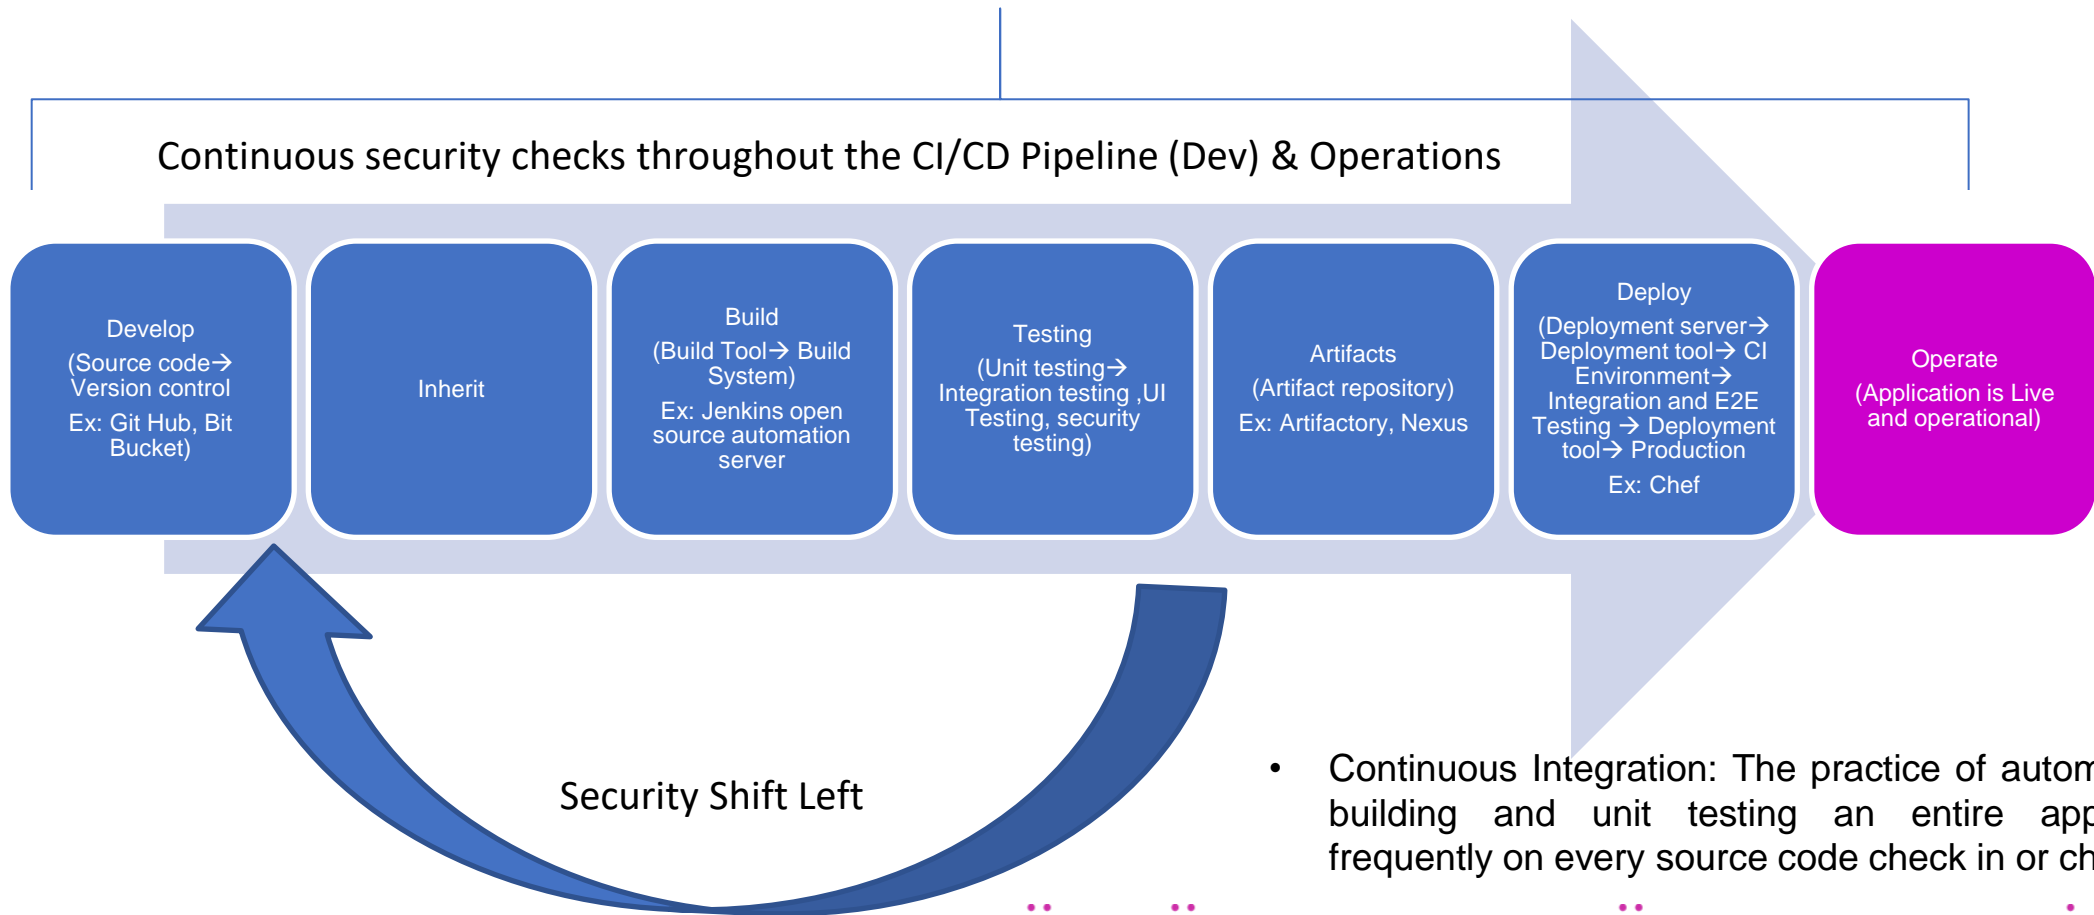 Continuous security checks throughout the CI/CD Pipeline (Dev) & Operations
Develop
(Source code→
Version control
Ex: Git Hub, Bit
Bucket)
Inherit
Build
(Build Tool→ Build
System)
Ex: Jenkins open
source automation
server
Testing
(Unit testing→
Integration testing ,UI
Testing, security
testing)
Artifacts
(Artifact repository)
Ex: Artifactory, Nexus
Deploy
(Deployment server→
Deployment tool→ CI
Environment→
Integration and E2E
Testing → Deployment
tool→ Production
Ex: Chef
Operate
(Application is Live
and operational)
Security Shift Left
• Continuous Integration: The practice of
building and unit testing an entire
frequently on every source code check in or